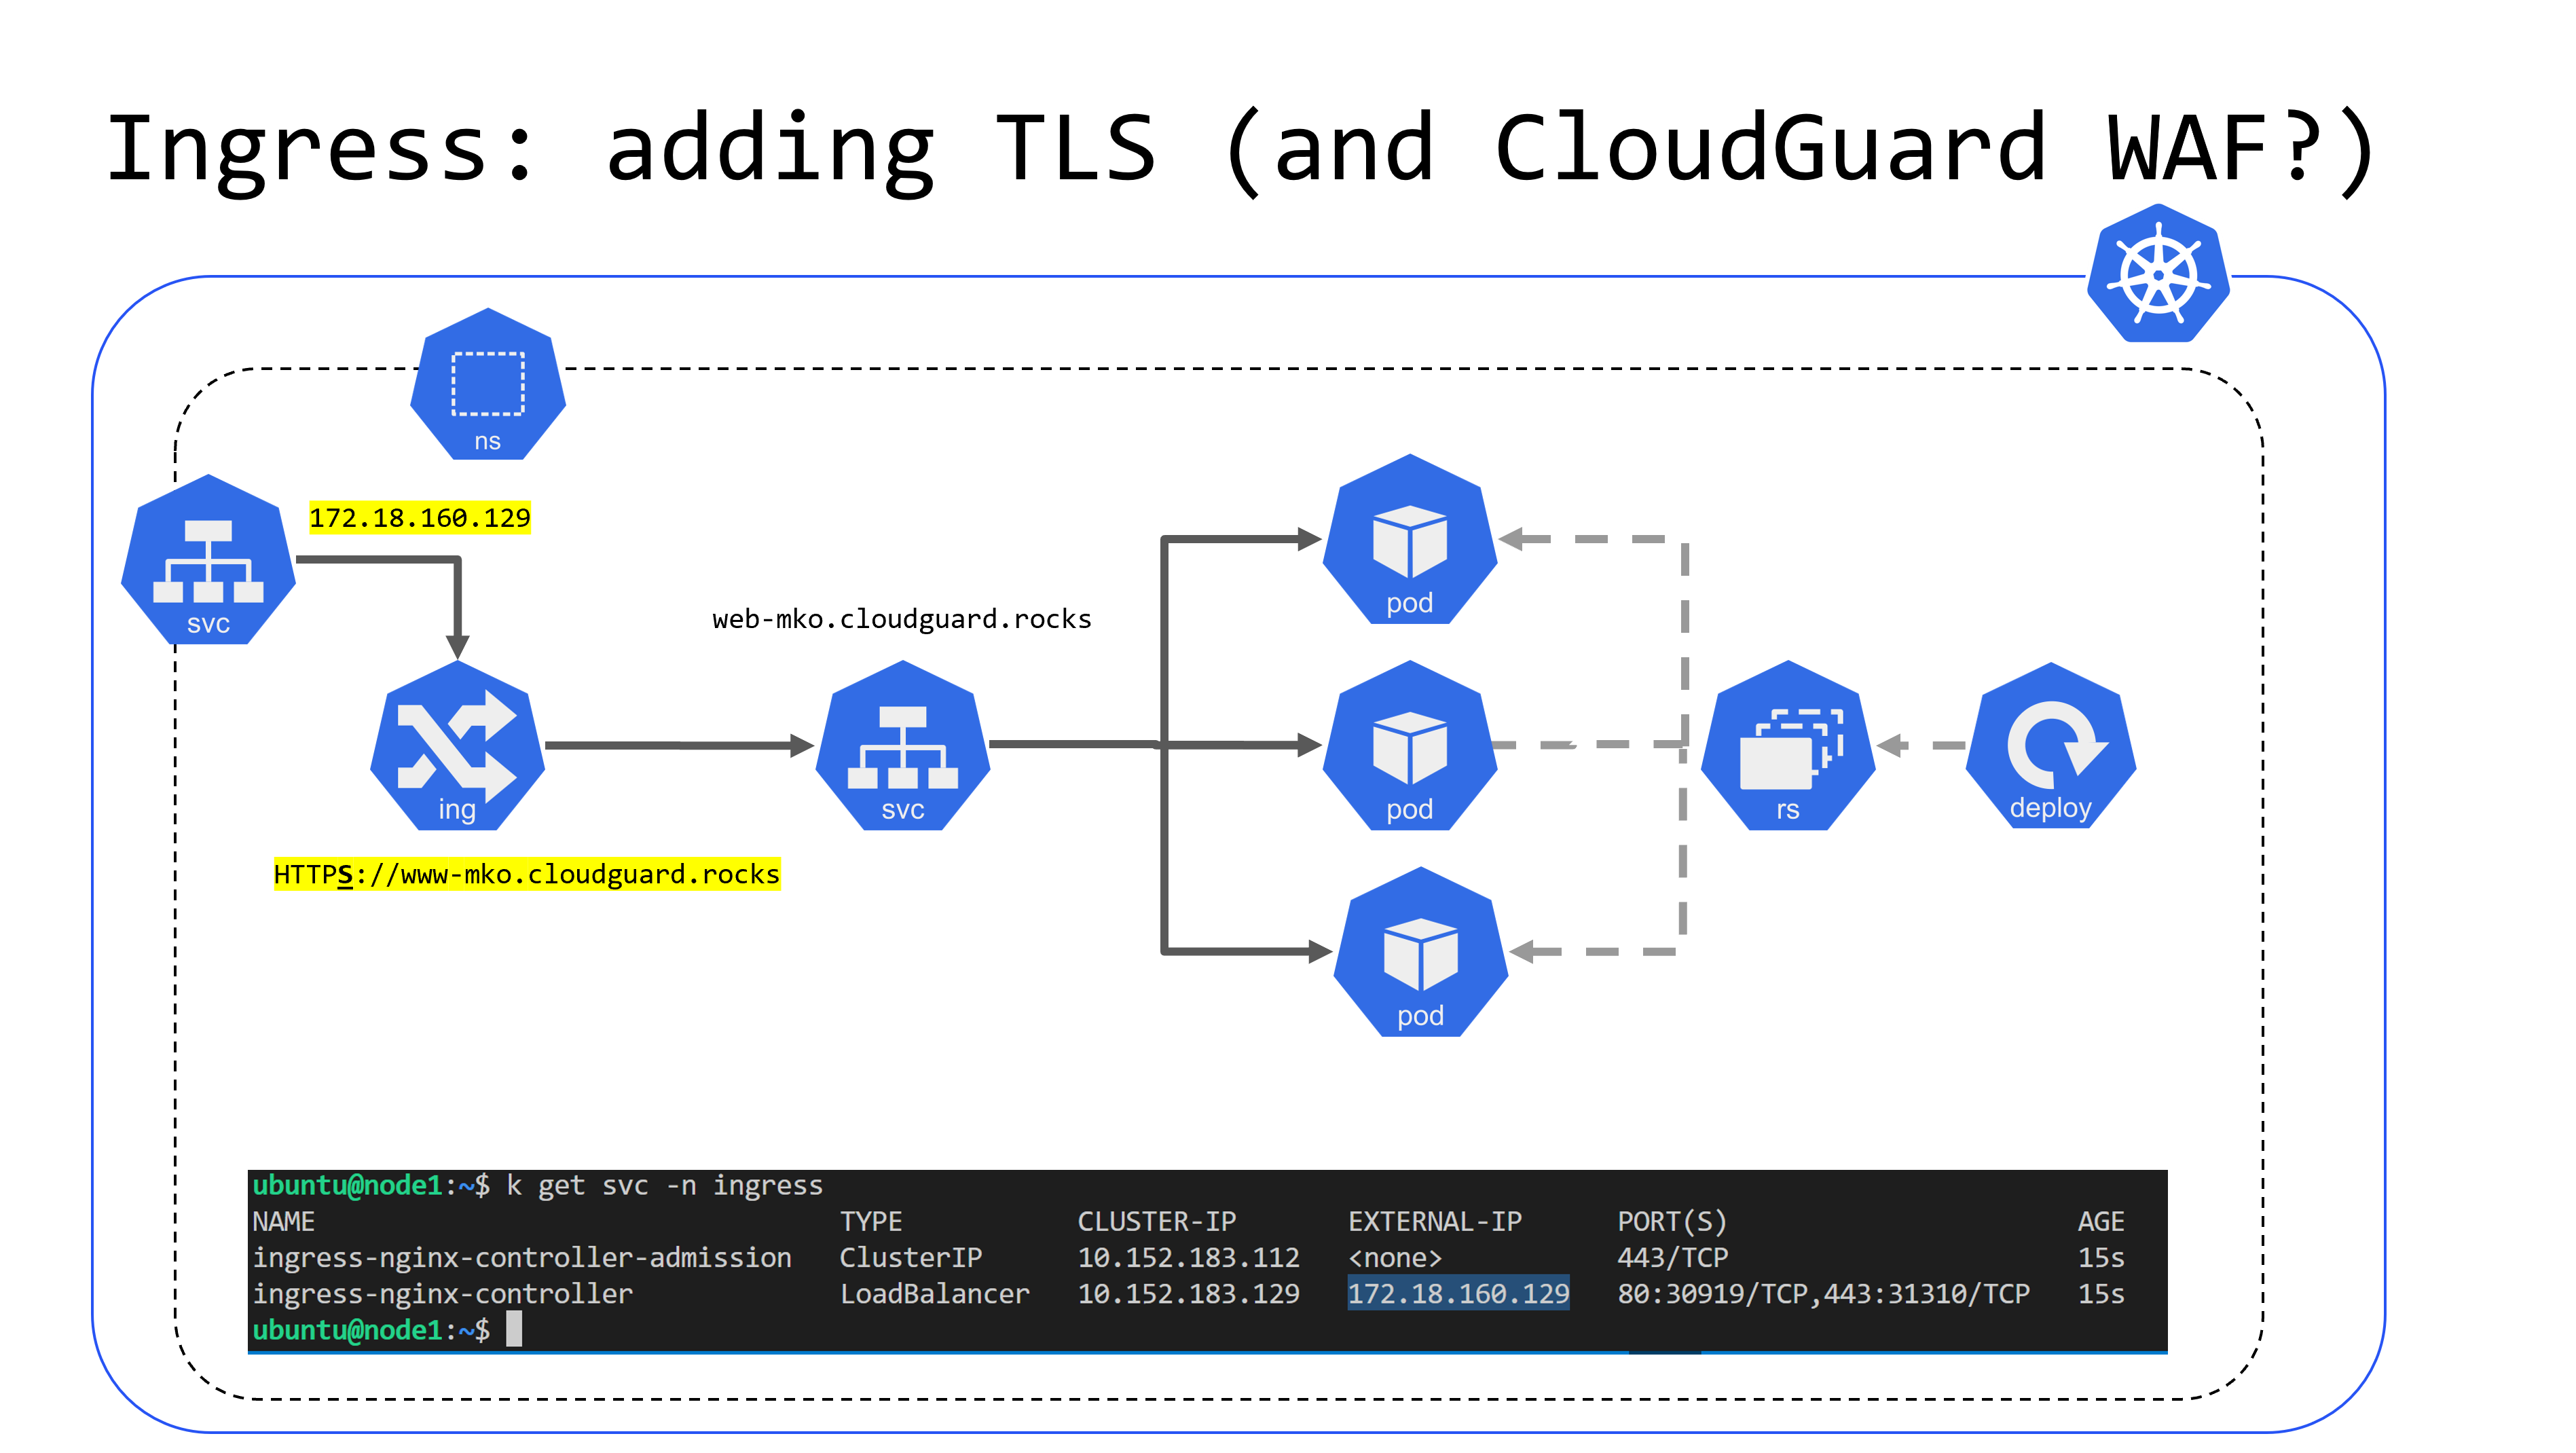 Ingress: adding TLS (and CloudGuard WAF?)
ns
172.18.160.129
svc
web-mko.cloudguard.rocks
pod
ing
svc
pod
rs
deploy
HTTPS://www-mko.cloudguard.rocks
pod
ubuntu@node1:~$ k get svc -n ingress
NAME TYPE CLUSTER-IP EXTERNAL-IP PORT(S) AGE
ingress-nginx-controller-admission ClusterIP 10.152.183.112 <none> 443/TCP 15s
ingress-nginx-controller LoadBalancer 10.152.183.129 172.18.160.129 80:30919/TCP,443:31310/TCP 15s
ubuntu@node1:~$